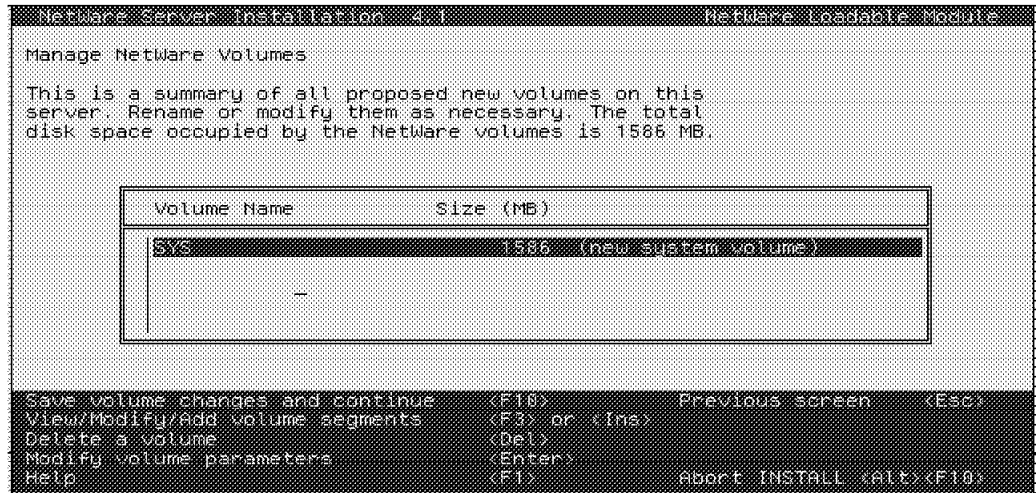 NetWare Server Installation 4.1 NetWare Loadable Module
Manage NetWare Volumes
This is a summary of all proposed new volumes on this
server. Rename or modify them as necessary. The total
disk space occupied by the NetWare volumes is 1586 MB.
Volume Name Size (MB)
SYS 1586 (new system volume)
Save volume changes and continue <F10> Previous screen <Esc>
View/Modify/Add volume segments <F3> or <Ins>
Delete a volume <Del>
Modify volume parameters <Enter>
Help <F1> Abort INSTALL <Alt><F10>